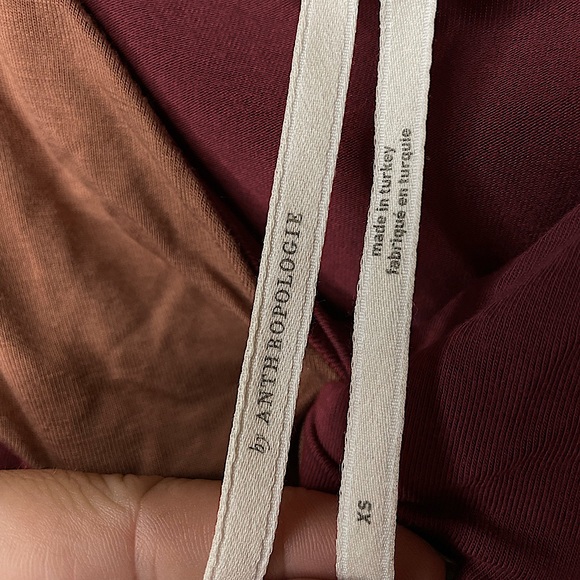 by ANTHROPOLOGIE
made in turkey
fabriqué en turquie
XS